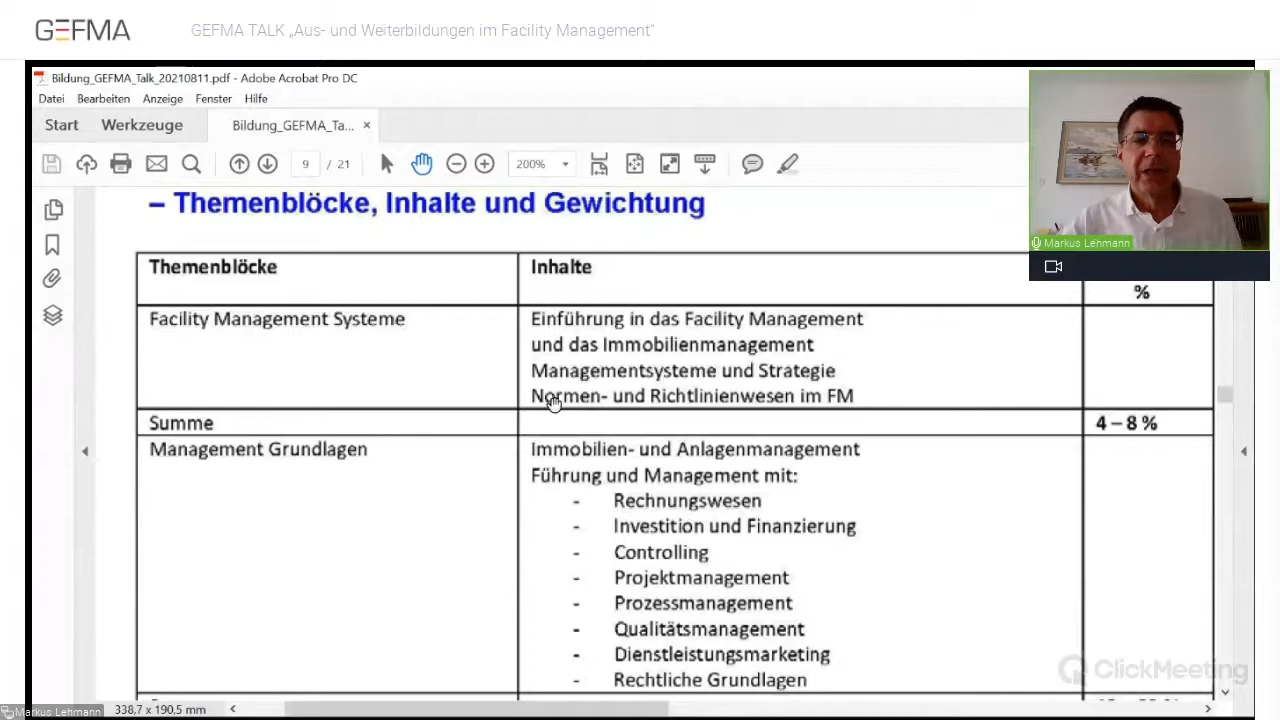 GEFMA
GEFMA TALK „Aus- und Weiterbildungen im Facility Management“
Bildung_GEFMA_Talk_20210811.pdf - Adobe Acrobat Pro DC
Datei Bearbeiten Anzeige Fenster Hilfe
Start Werkzeuge Bildung_GEFMA_Ta... ×
9 / 21 200%
Markus Lehmann
– Themenblöcke, Inhalte und Gewichtung
Themenblöcke Inhalte
%
Facility Management Systeme Einführung in das Facility Management
und das Immobilienmanagement
Managementsysteme und Strategie
Normen- und Richtlinienwesen im FM
Summe 4 – 8 %
Management Grundlagen Immobilien- und Anlagenmanagement
Führung und Management mit:
- Rechnungswesen
- Investition und Finanzierung
- Controlling
- Projektmanagement
- Prozessmanagement
- Qualitätsmanagement
- Dienstleistungsmarketing
- Rechtliche Grundlagen
ClickMeeting
Markus Lehmann 338,7 x 190,5 mm